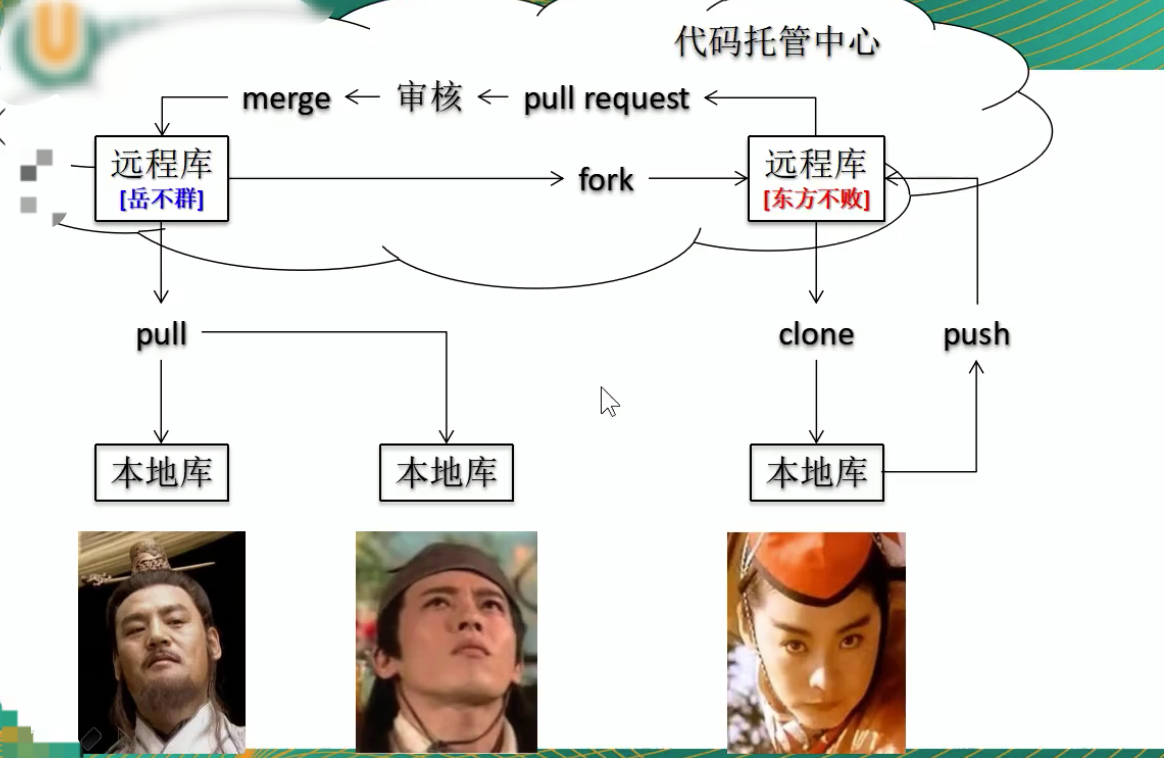 代码托管中心
merge
审核
pull request
远程库
[岳不群]
fork
远程库
[东方不败]
pull
clone
push
本地库
本地库
本地库